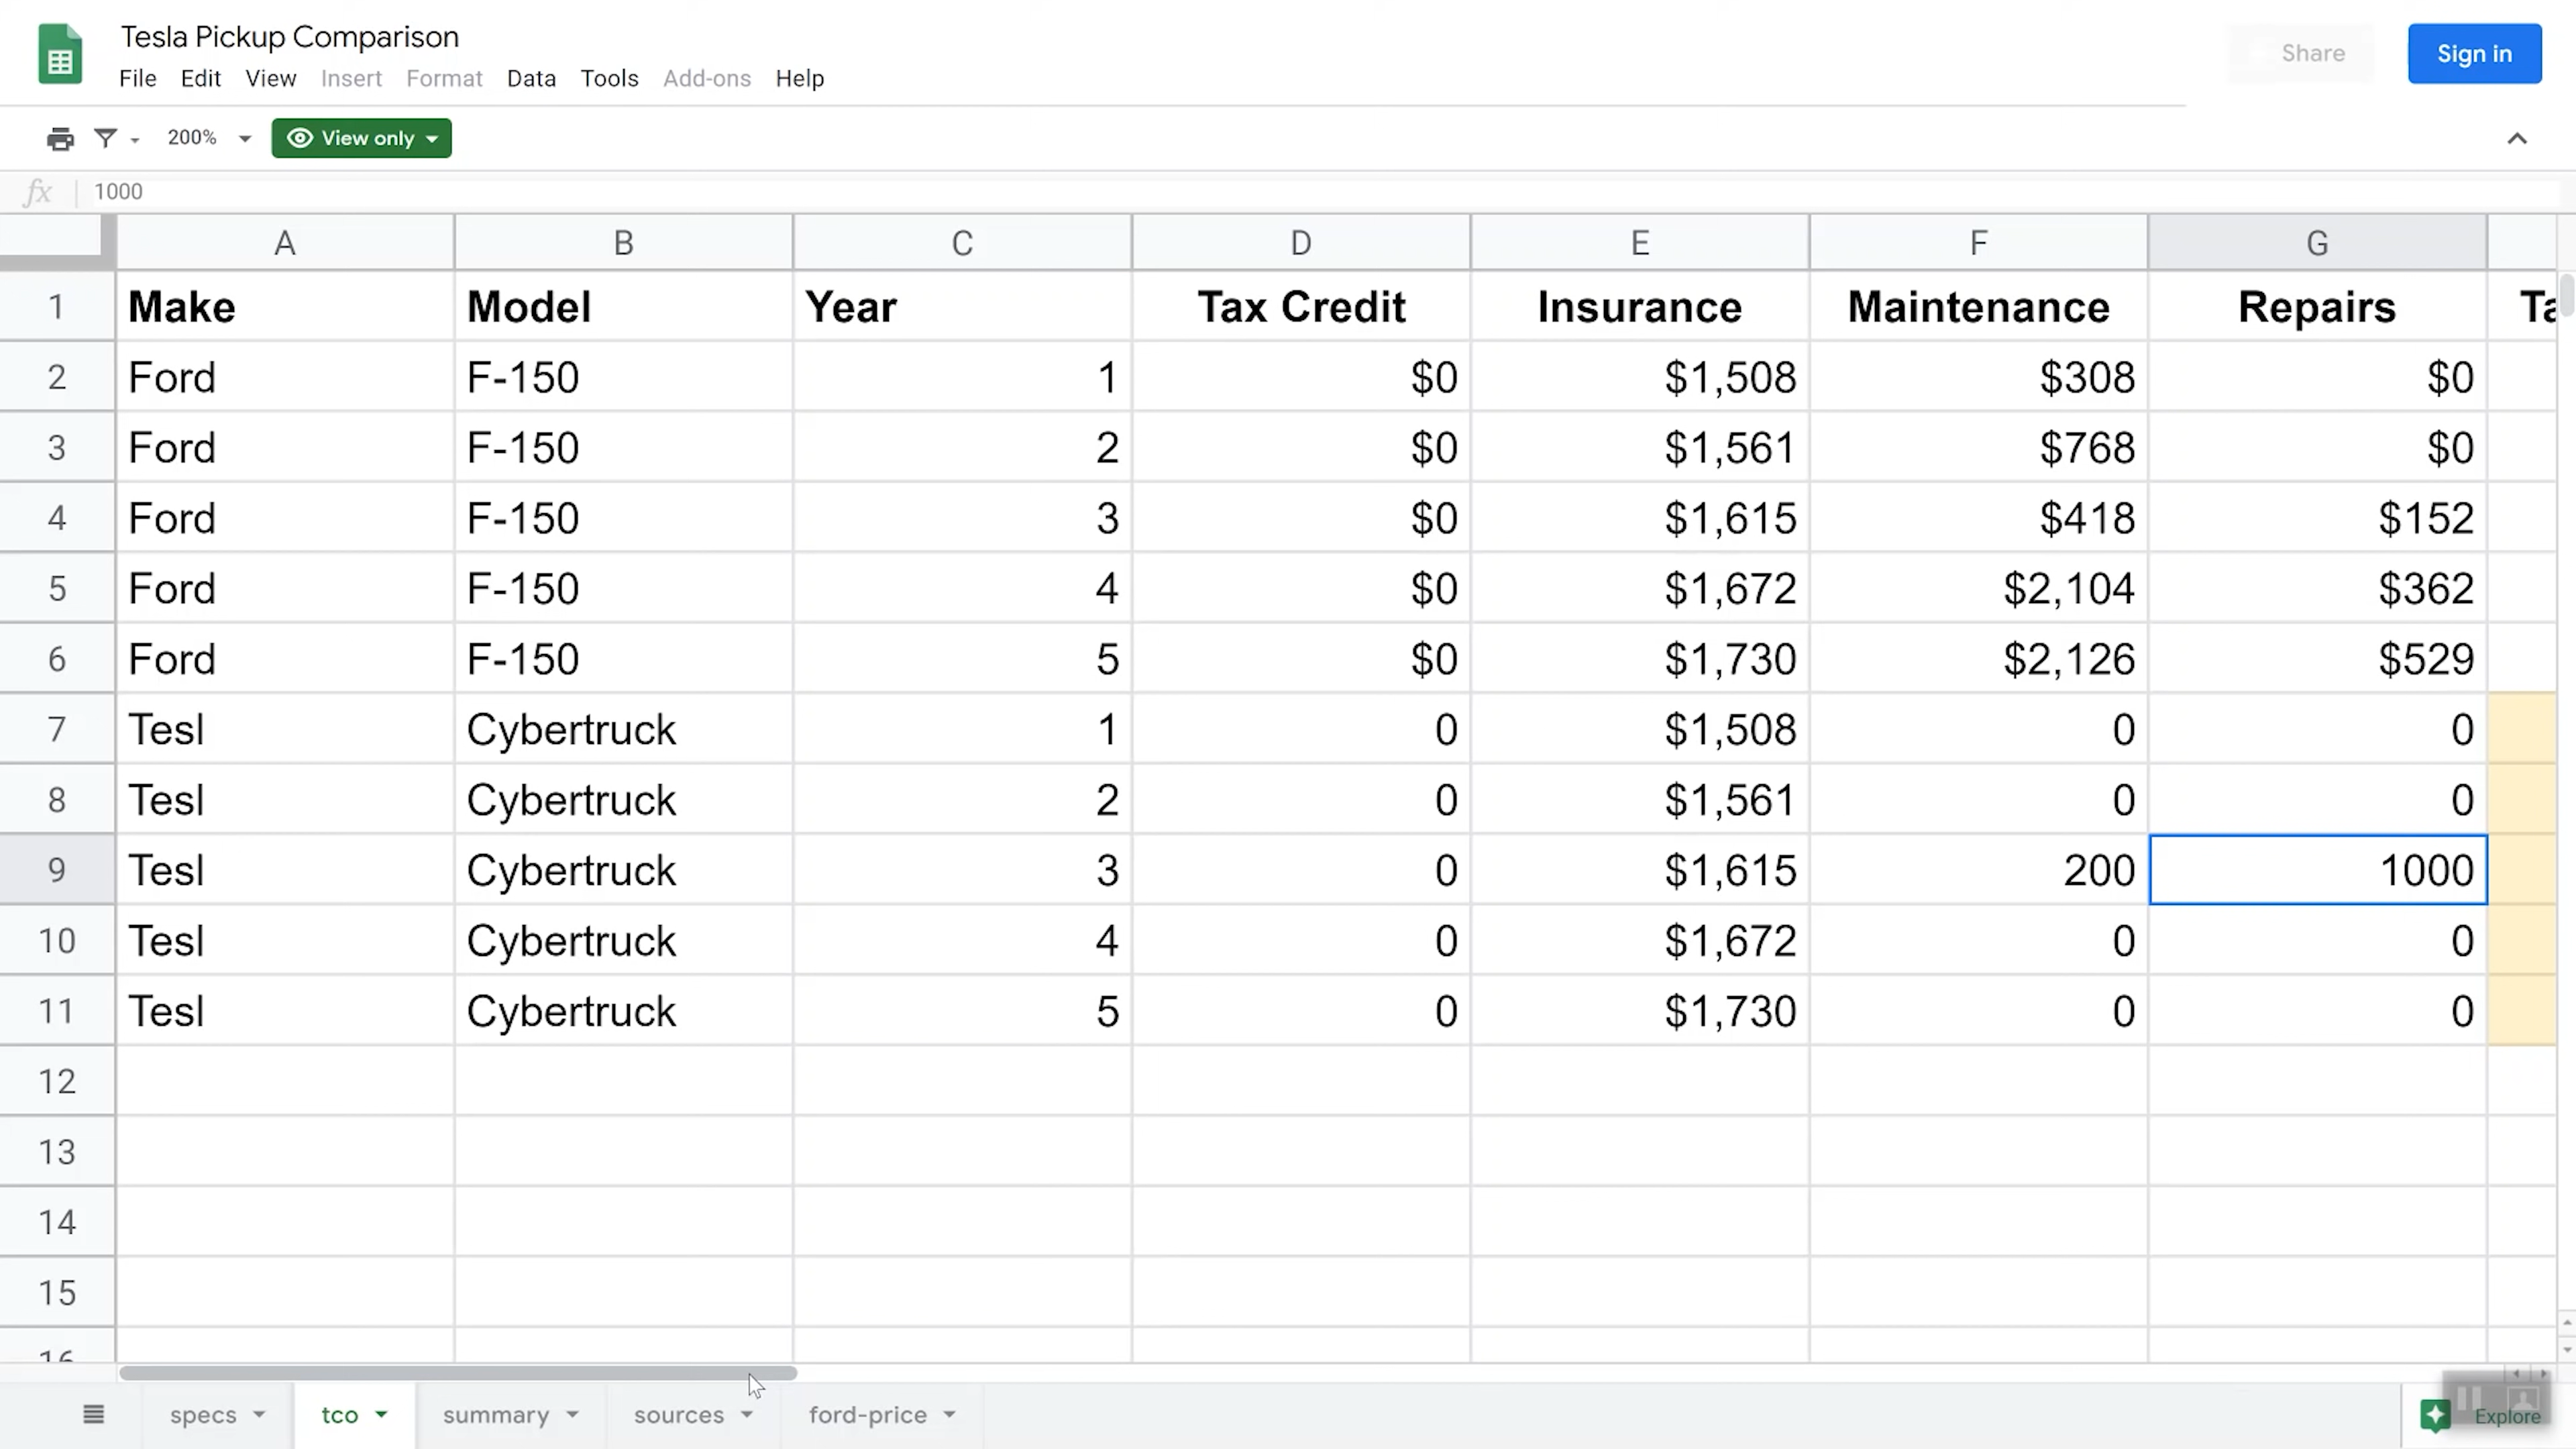 Tesla Pickup Comparison
File Edit View Insert Format Data Tools Add-ons Help
Share
Sign in
200% View only
fx 1000
A B C D E F G
1 Make Model Year Tax Credit Insurance Maintenance Repairs
2 Ford F-150 1 $0 $1,508 $308 $0
3 Ford F-150 2 $0 $1,561 $768 $0
4 Ford F-150 3 $0 $1,615 $418 $152
5 Ford F-150 4 $0 $1,672 $2,104 $362
6 Ford F-150 5 $0 $1,730 $2,126 $529
7 Tesl Cybertruck 1 0 $1,508 0 0
8 Tesl Cybertruck 2 0 $1,561 0 0
9 Tesl Cybertruck 3 0 $1,615 200 1000
10 Tesl Cybertruck 4 0 $1,672 0 0
11 Tesl Cybertruck 5 0 $1,730 0 0
12
13
14
15
16
specs tco summary sources ford-price Explore